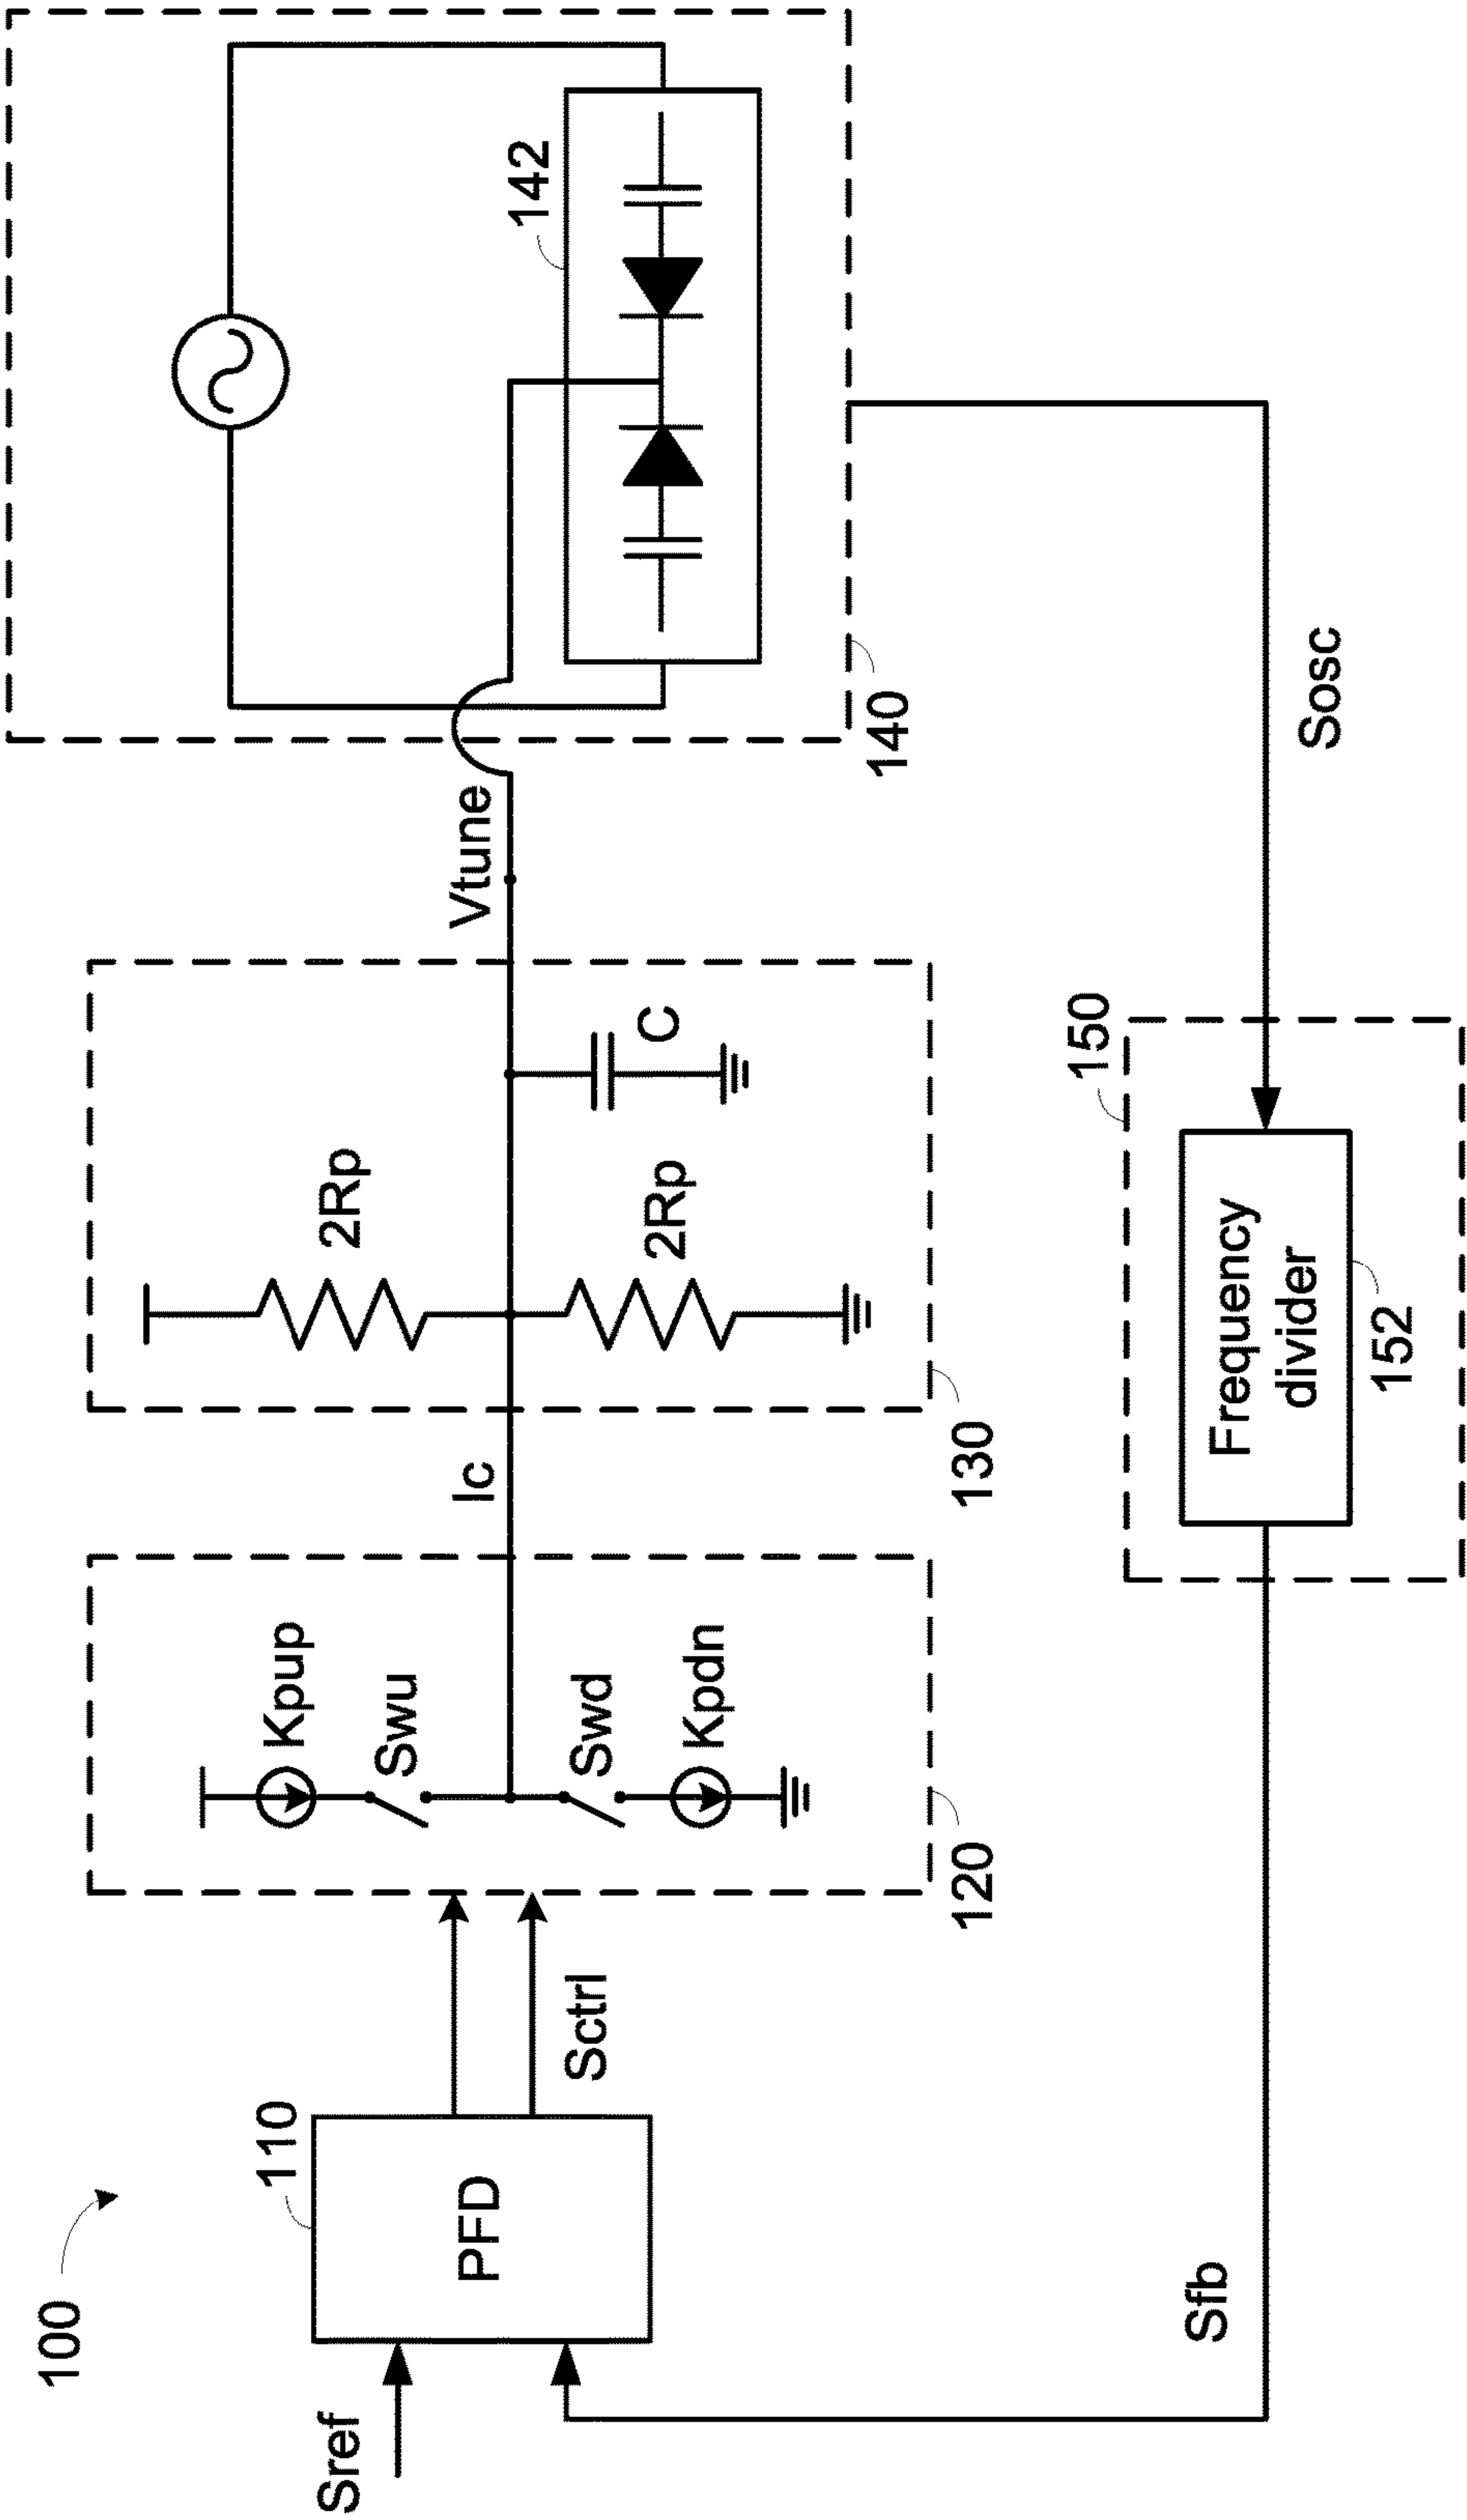 100
Sref
PFD
110
Sctrl
Kpup
Swu
Swd
Kpdn
120
Ic
2Rp
2Rp
C
130
Vtune
142
140
Sosc
150
Frequency
divider
152
Sfb